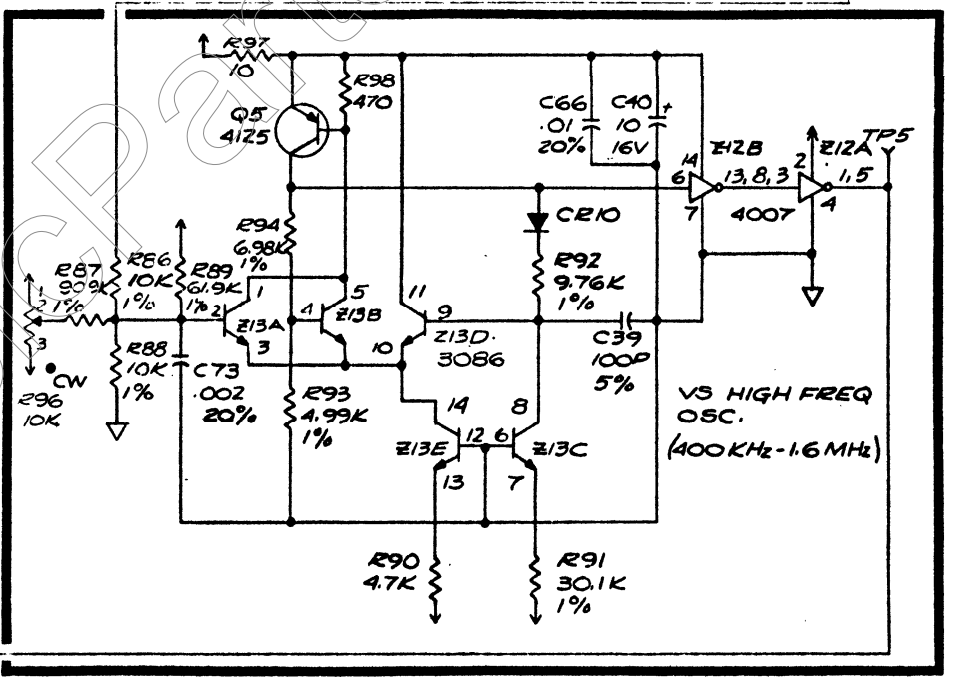 R97
10
R98
470
Q5
4125
C66
.01
20%
C40
+
10
16V
TP5
Z12B
Z12A
14
6
7
13, 8, 3
4007
2
1, 5
4
CR10
R94
6.98K
1%
R92
9.76K
1%
R87
1%
R86
10K
1%
R89
61.9K
1%
1
2
3
1
2
Z13A
3
4
5
Z13B
11
9
10
Z13D
3086
C39
100P
5%
R88
10K
1%
C73
.002
20%
CW
R96
10K
R93
4.99K
1%
14
Z13E
12
13
8
6
Z13C
7
VS HIGH FREQ
OSC.
(400 KHz - 1.6 MHz)
R90
4.7K
R91
30.1K
1%